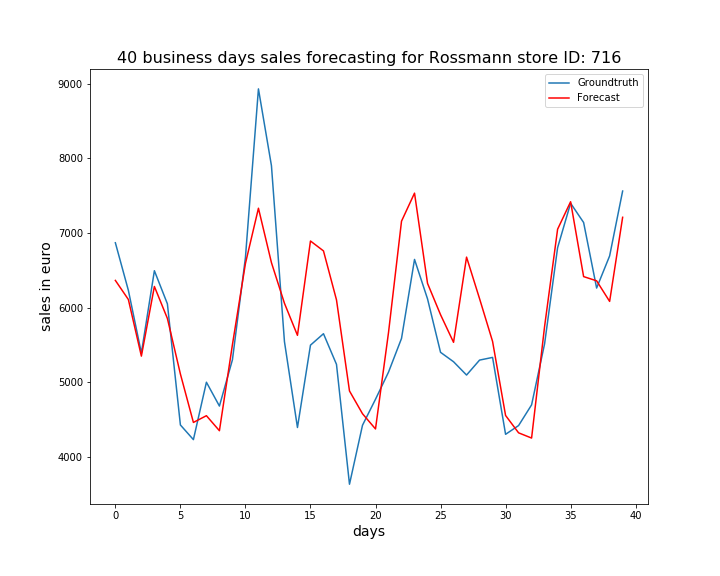 40 business days sales forecasting for Rossmann store ID: 716
Groundtruth
Forecast
9000
8000
7000
6000
5000
4000
sales in euro
0 5 10 15 20 25 30 35 40
days